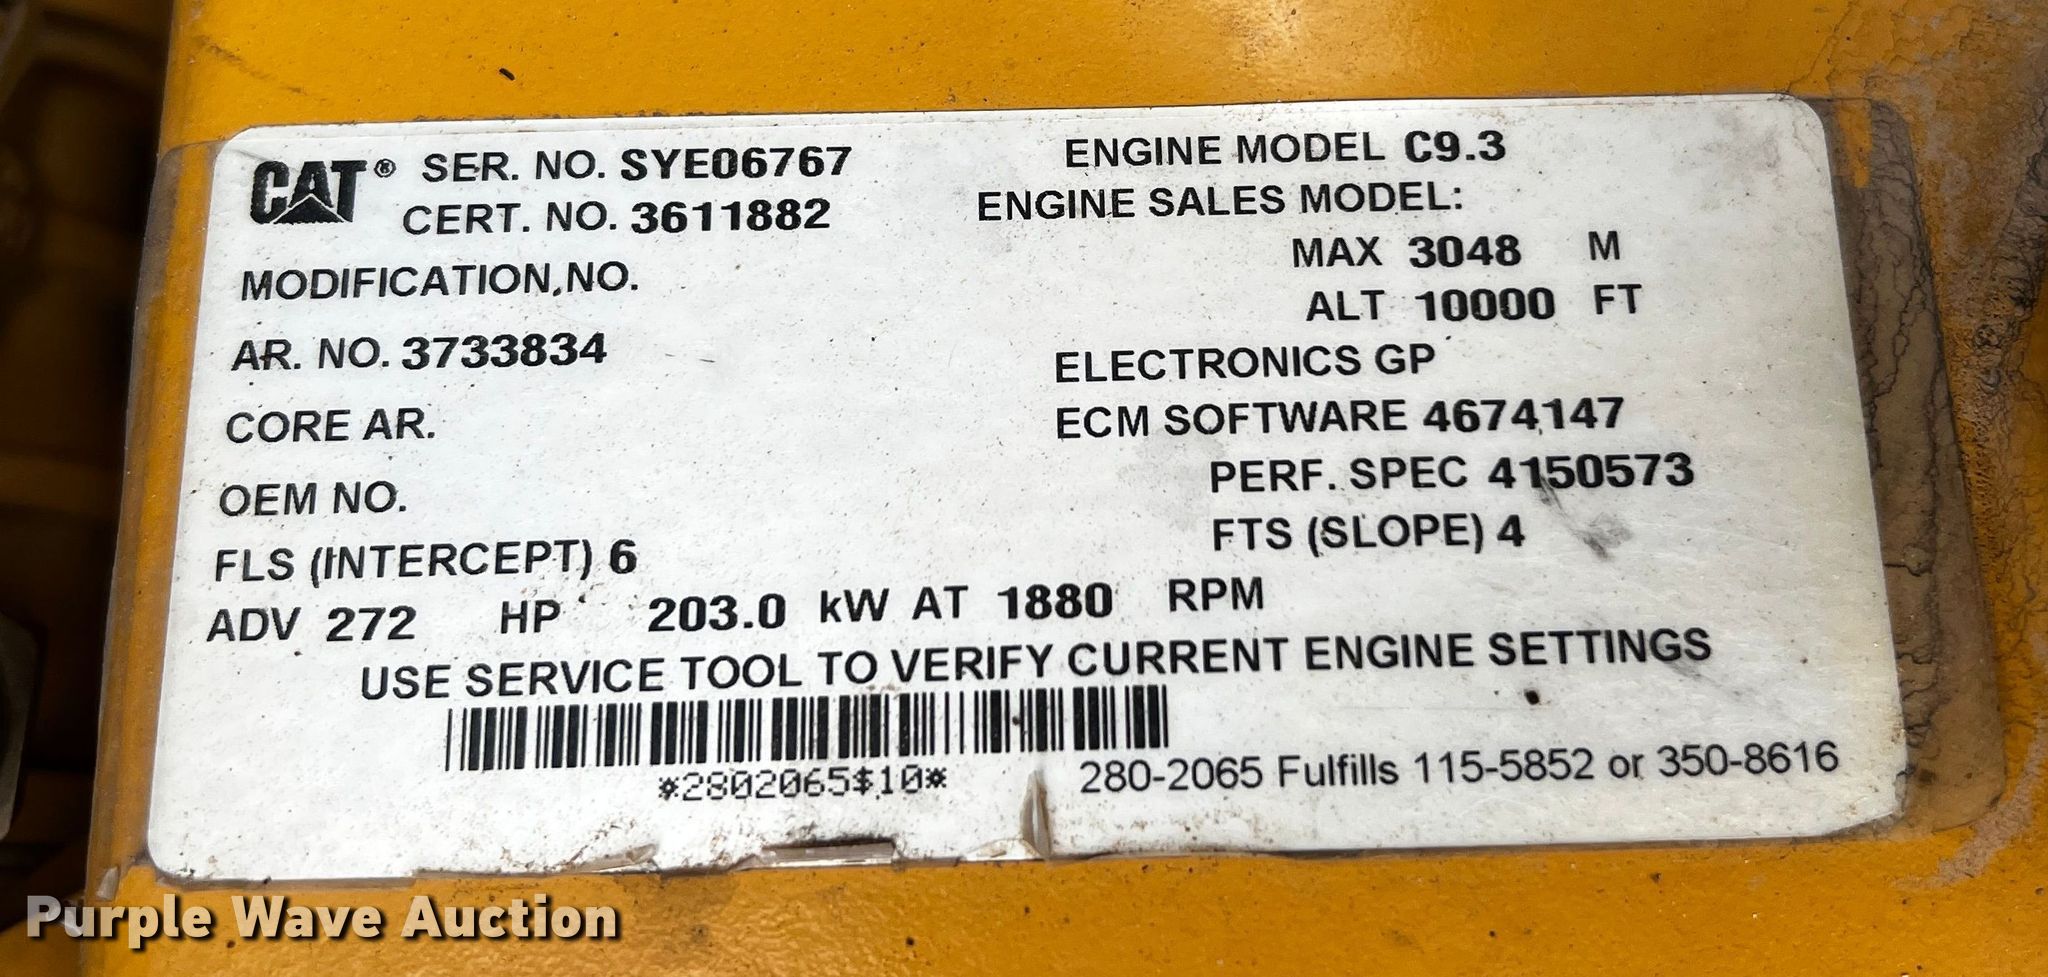 CAT® SER. NO. SYE06767
CERT. NO. 3611882
MODIFICATION NO.
AR. NO. 3733834
CORE AR.
OEM NO.
FLS (INTERCEPT) 6
ENGINE MODEL C9.3
ENGINE SALES MODEL:
MAX 3048 M
ALT 10000 FT
ELECTRONICS GP
ECM SOFTWARE 4674147
PERF. SPEC 4150573
FTS (SLOPE) 4
ADV 272 HP 203.0 kW AT 1880 RPM
USE SERVICE TOOL TO VERIFY CURRENT ENGINE SETTINGS
*2802065$10*
280-2065 Fulfills 115-5852 or 350-8616
Purple Wave Auction